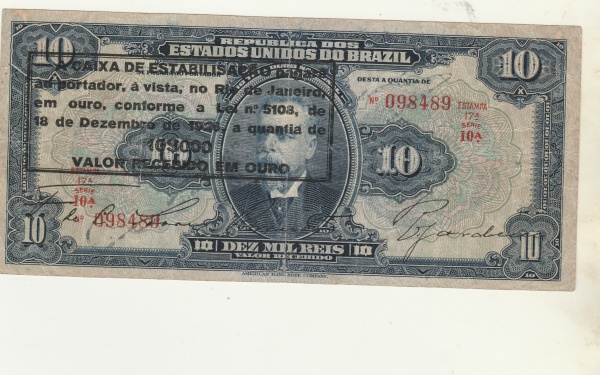 REPUBLICA DOS
ESTADOS UNIDOS DO BRAZIL
10
10
CAIXA DE ESTABILISAÇÃO
ao portador, á vista, no Rio de Janeiro,
em ouro, conforme a Lei n.º 5108, de
18 de Dezembro de a quantia de
VALOR RECEBIDO EM OURO
DESTA A QUANTIA DE
Nº 098489
ESTAMPA
17ª
SERIE
10ª
10
ESTAMPA
17ª
SERIE
10ª
Nº 098489
10
10 DEZ MIL REIS 10
10
VALOR RECEBIDO
AMERICAN BANK NOTE COMPANY.